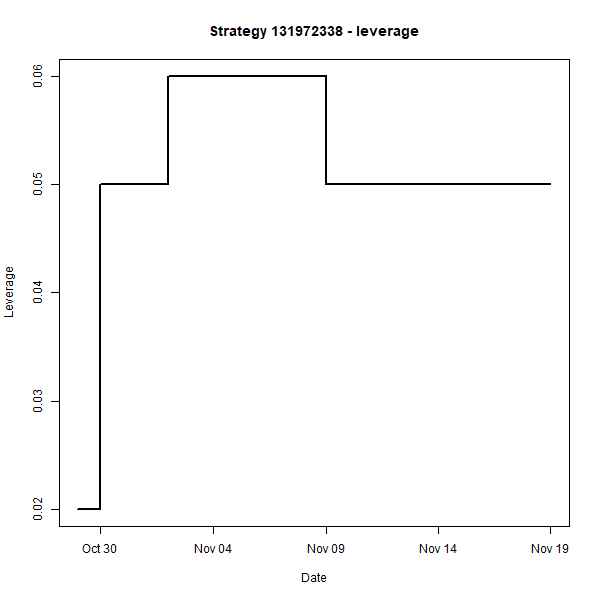 Strategy 131972338 - leverage
Leverage
0.06
0.05
0.04
0.03
0.02
Oct 30
Nov 04
Nov 09
Nov 14
Nov 19
Date